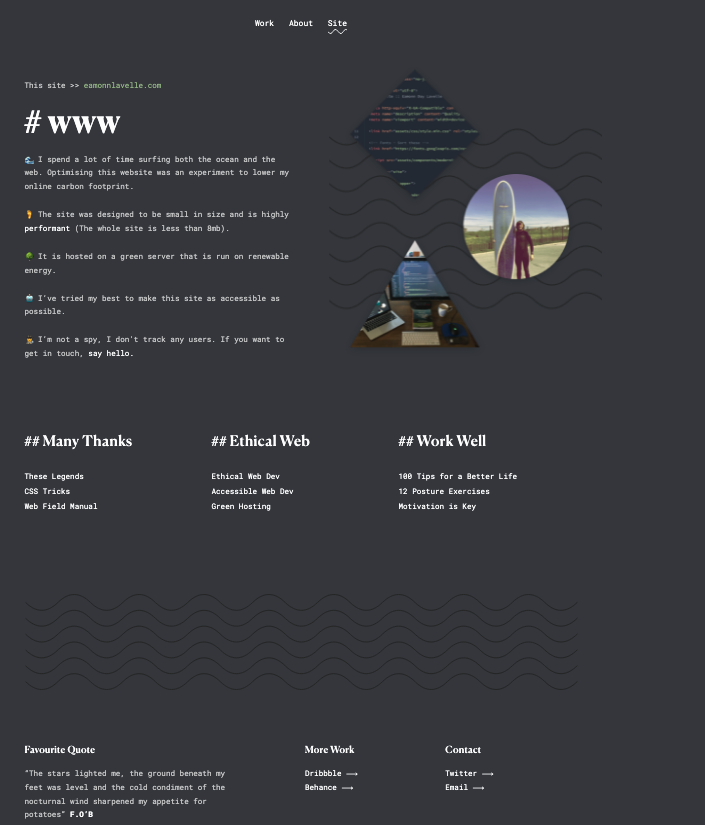 Work About Site
This site >> eamonnlavelle.com
# www
I spend a lot of time surfing both the ocean and the
web. Optimising this website was an experiment to lower my
online carbon footprint.
The site was designed to be small in size and is highly
performant (The whole site is less than 8mb).
It is hosted on a green server that is run on renewable
energy.
I've tried my best to make this site as accessible as
possible.
I'm not a spy, I don't track any users. If you want to
get in touch, say hello.
## Many Thanks
These Legends
CSS Tricks
Web Field Manual
## Ethical Web
Ethical Web Dev
Accessible Web Dev
Green Hosting
## Work Well
100 Tips for a Better Life
12 Posture Exercises
Motivation is Key
Favourite Quote
“The stars lighted me, the ground beneath my
feet was level and the cold condiment of the
nocturnal wind sharpened my appetite for
potatoes” F.O'B
More Work
Dribbble ⟶
Behance ⟶
Contact
Twitter ⟶
Email ⟶